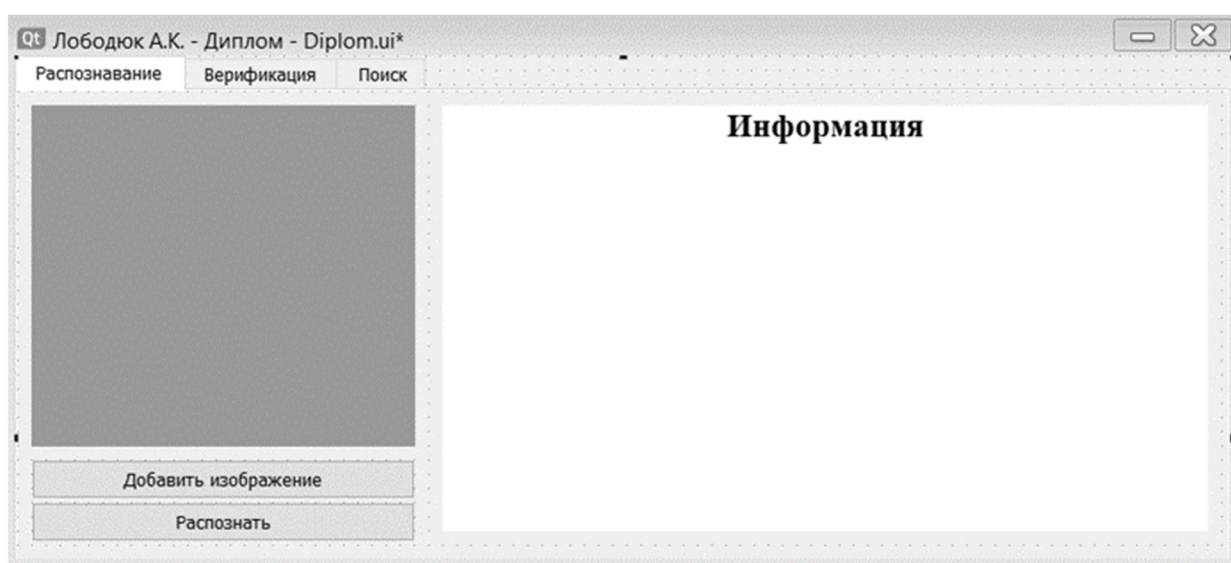 Qt Лободюк А.К. - Диплом - Diplom.ui*
Распознавание Верификация Поиск
Информация
Добавить изображение
Распознать